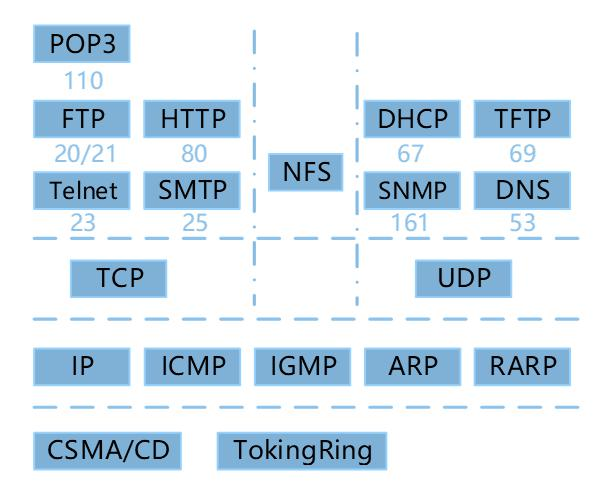 POP3
110
FTP HTTP DHCP TFTP
20/21 80 67 69
NFS
Telnet SMTP SNMP DNS
23 25 161 53
TCP UDP
IP ICMP IGMP ARP RARP
CSMA/CD TokingRing